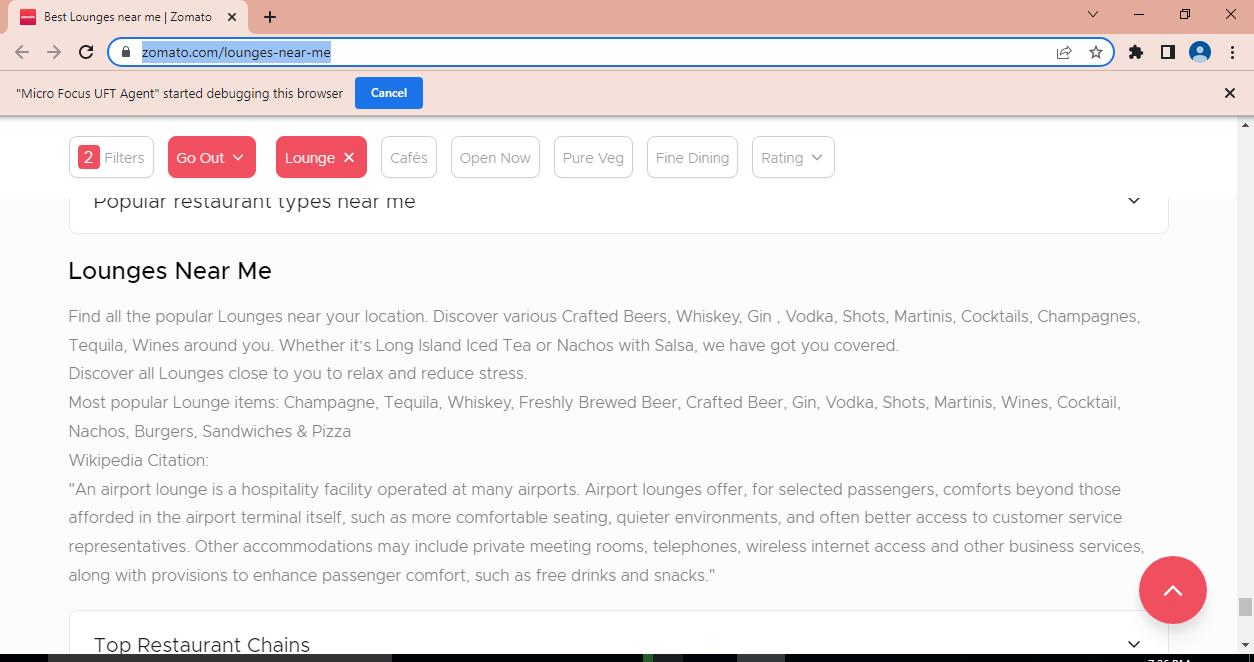 Best Lounges near me | Zomato
zomato.com/lounges-near-me
"Micro Focus UFT Agent" started debugging this browser Cancel
2 Filters Go Out Lounge Cafés Open Now Pure Veg Fine Dining Rating
Popular restaurant types near me
Lounges Near Me
Find all the popular Lounges near your location. Discover various Crafted Beers, Whiskey, Gin , Vodka, Shots, Martinis, Cocktails, Champagnes,
Tequila, Wines around you. Whether it's Long Island Iced Tea or Nachos with Salsa, we have got you covered.
Discover all Lounges close to you to relax and reduce stress.
Most popular Lounge items: Champagne, Tequila, Whiskey, Freshly Brewed Beer, Crafted Beer, Gin, Vodka, Shots, Martinis, Wines, Cocktail,
Nachos, Burgers, Sandwiches & Pizza
Wikipedia Citation:
"An airport lounge is a hospitality facility operated at many airports. Airport lounges offer, for selected passengers, comforts beyond those
afforded in the airport terminal itself, such as more comfortable seating, quieter environments, and often better access to customer service
representatives. Other accommodations may include private meeting rooms, telephones, wireless internet access and other business services,
along with provisions to enhance passenger comfort, such as free drinks and snacks."
Top Restaurant Chains